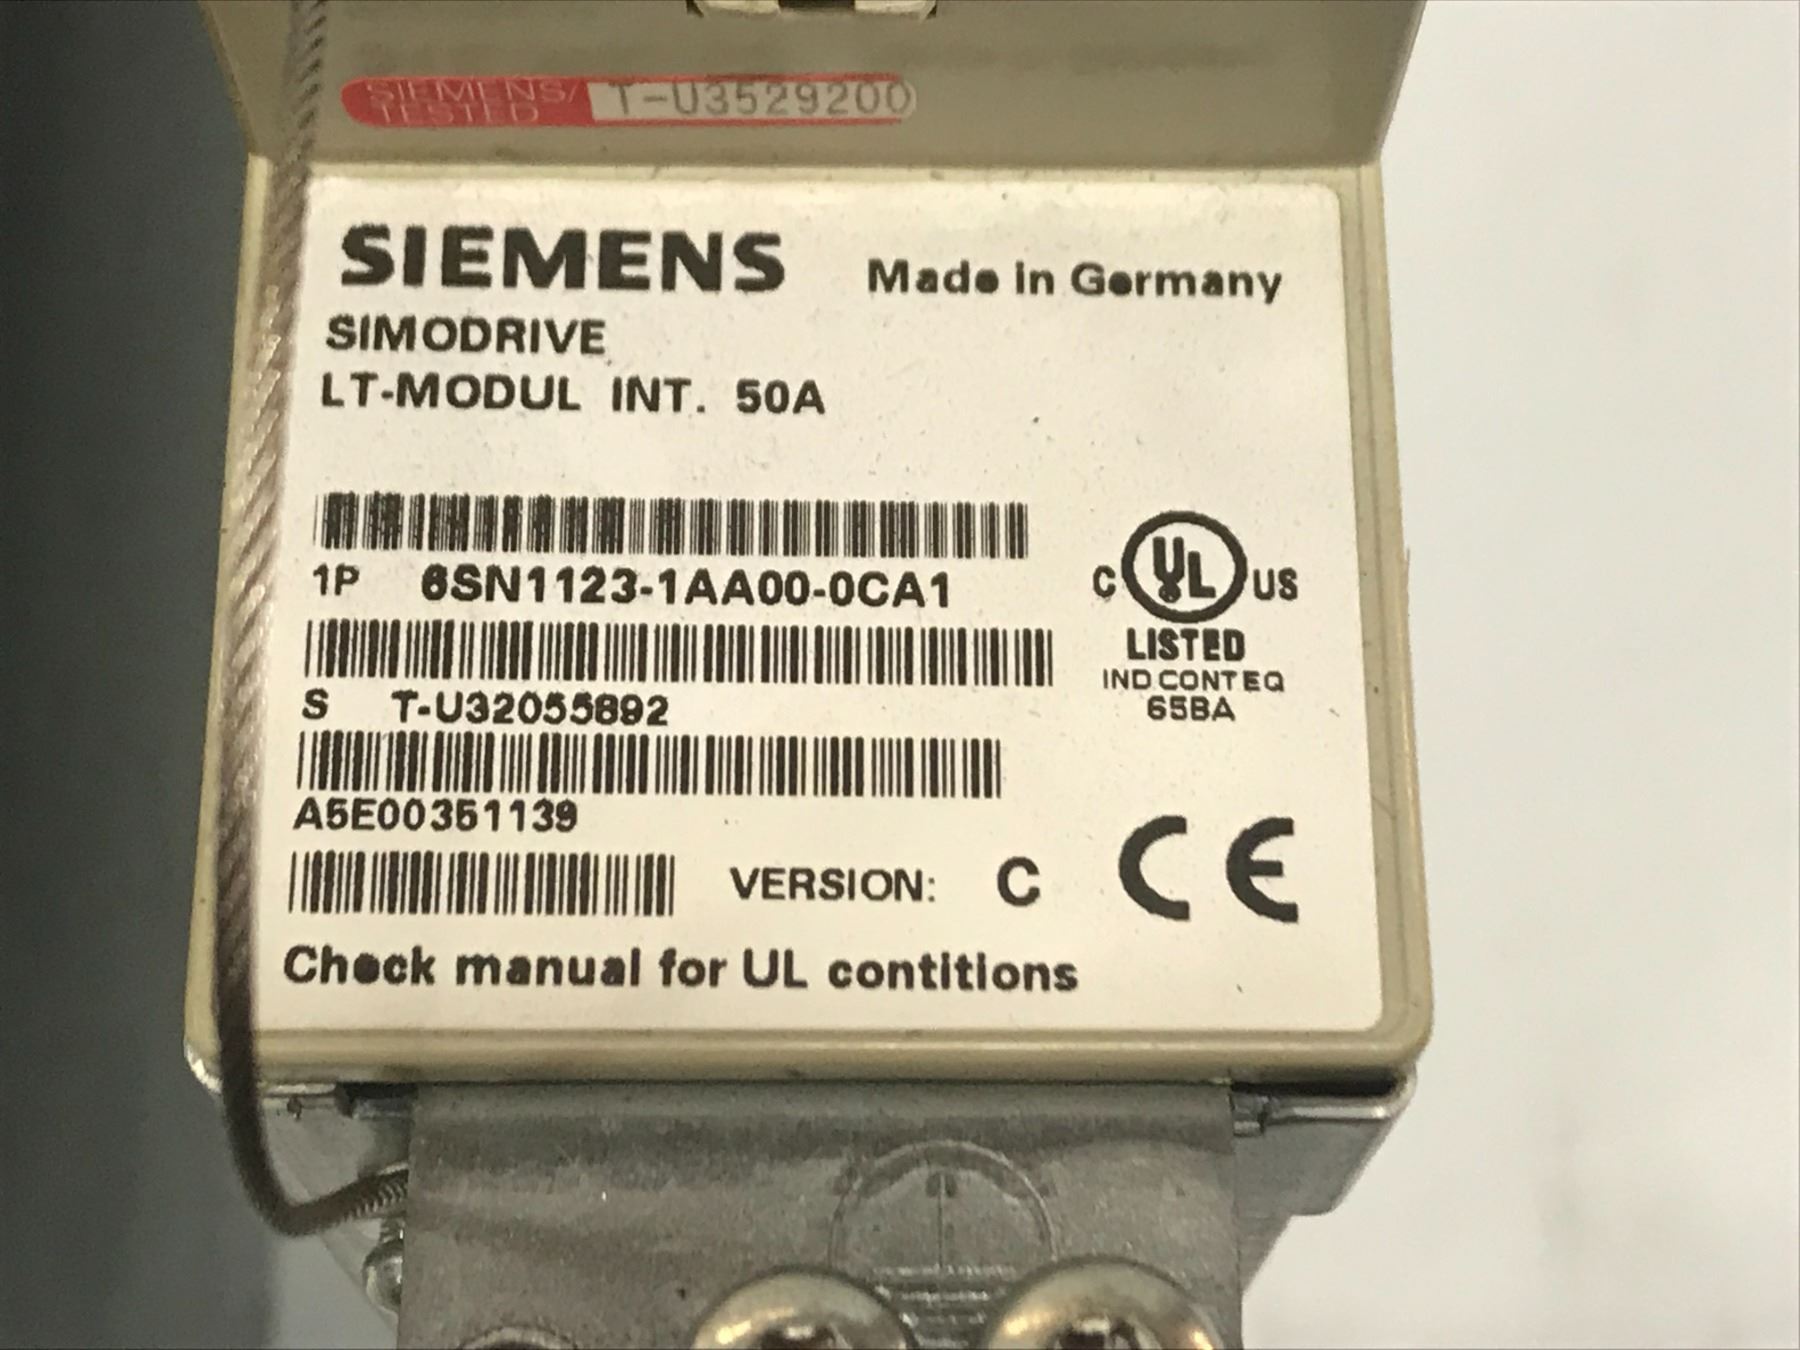 SIEMENS/ T-U3529200
TESTED
SIEMENS Made in Germany
SIMODRIVE
LT-MODUL INT. 50A
1P 6SN1123-1AA00-0CA1
C UL US
LISTED
IND CONT EQ
65BA
S T-U32055892
A5E00351139
VERSION: C CE
Check manual for UL contitions